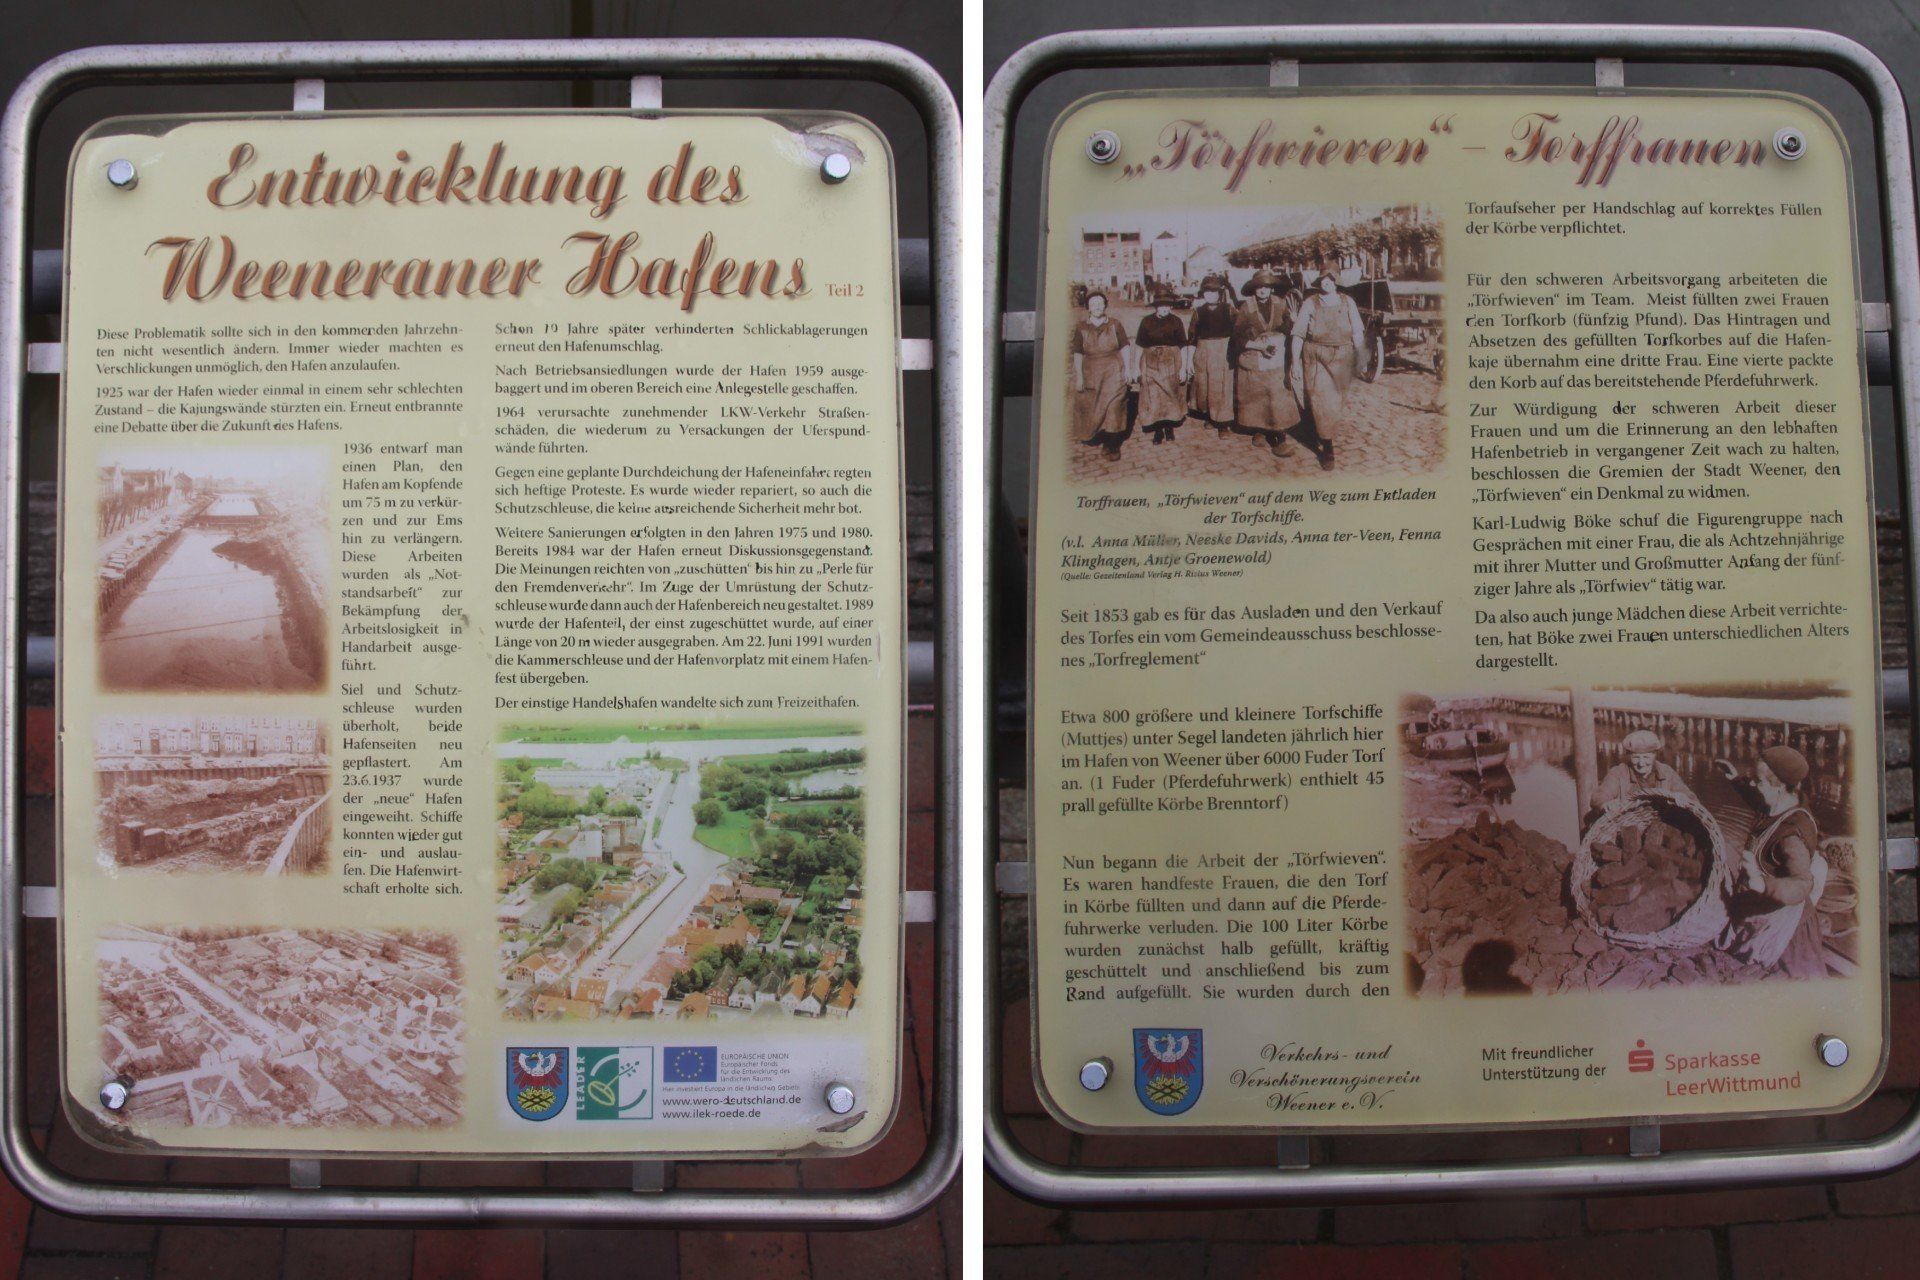 Entwicklung des
Weeneraner Hafens Teil 2
Diese Problematik sollte sich in den kommenden Jahrzehn-
ten nicht wesentlich ändern. Immer wieder machten es
Verschlickungen unmöglich, den Hafen anzulaufen.
1925 war der Hafen wieder einmal in einem sehr schlechten
Zustand – die Kajungswände stürzten ein. Erneut entbrannte
eine Debatte über die Zukunft des Hafens.
1936 entwarf man
einen Plan, den
Hafen am Kopfende
um 75 m zu verkür-
zen und zur Ems
hin zu verlängern.
Diese Arbeiten
wurden als „Not-
standsarbeit“ zur
Bekämpfung der
Arbeitslosigkeit in
Handarbeit ausge-
führt.
Siel und Schutz-
schleuse wurden
überholt, beide
Hafenseiten neu
gepflastert. Am
23.6.1937 wurde
der „neue“ Hafen
eingeweiht. Schiffe
konnten wieder gut
ein- und auslau-
fen. Die Hafenwirt-
schaft erholte sich.
Schon 10 Jahre später verhinderten Schlickablagerungen
erneut den Hafenumschlag.
Nach Betriebsansiedlungen wurde der Hafen 1959 ausge-
baggert und im oberen Bereich eine Anlegestelle geschaffen.
1964 verursachte zunehmender LKW-Verkehr Straßen-
schäden, die wiederum zu Versackungen der Uferspund-
wände führten.
Gegen eine geplante Durchdeichung der Hafeneinfahrt regten
sich heftige Proteste. Es wurde wieder repariert, so auch die
Schutzschleuse, die keine ausreichende Sicherheit mehr bot.
Weitere Sanierungen erfolgten in den Jahren 1975 und 1980.
Bereits 1984 war der Hafen erneut Diskussionsgegenstand.
Die Meinungen reichten von „zuschütten“ bis hin zu „Perle für
den Fremdenverkehr“. Im Zuge der Umrüstung der Schutz-
schleuse wurde dann auch der Hafenbereich neu gestaltet. 1989
wurde der Hafenteil, der einst zugeschüttet wurde, auf einer
Länge von 20 m wieder ausgegraben. Am 22. Juni 1991 wurden
die Kammerschleuse und der Hafenvorplatz mit einem Hafen-
fest übergeben.
Der einstige Handelshafen wandelte sich zum Freizeithafen.
LEADER
EUROPÄISCHE UNION
Europäischer Fonds
für die Entwicklung des
ländlichen Raums
Hier investiert Europa in die ländlichen Gebiete
www.wero-deutschland.de
www.ilek-roede.de
„Törfwieven“ – Torffrauen
Torffrauen, „Törfwieven“ auf dem Weg zum Entladen
der Torfschiffe.
(v.l. Anna Müller, Neeske Davids, Anna ter-Veen, Fenna
Klinghagen, Antje Groenewold)
(Quelle: Gezeitenland Verlag H. Risius Weener)
Seit 1853 gab es für das Ausladen und den Verkauf
des Torfes ein vom Gemeindeausschuss beschlosse-
nes „Torfreglement“
Etwa 800 größere und kleinere Torfschiffe
(Muttjes) unter Segel landeten jährlich hier
im Hafen von Weener über 6000 Fuder Torf
an. (1 Fuder (Pferdefuhrwerk) enthielt 45
prall gefüllte Körbe Brenntorf)
Nun begann die Arbeit der „Törfwieven“.
Es waren handfeste Frauen, die den Torf
in Körbe füllten und dann auf die Pferde-
fuhrwerke verluden. Die 100 Liter Körbe
wurden zunächst halb gefüllt, kräftig
geschüttelt und anschließend bis zum
Rand aufgefüllt. Sie wurden durch den
Torfaufseher per Handschlag auf korrektes Füllen
der Körbe verpflichtet.
Für den schweren Arbeitsvorgang arbeiteten die
„Törfwieven“ im Team. Meist füllten zwei Frauen
den Torfkorb (fünfzig Pfund). Das Hintragen und
Absetzen des gefüllten Torfkorbes auf die Hafen-
kaje übernahm eine dritte Frau. Eine vierte packte
den Korb auf das bereitstehende Pferdefuhrwerk.
Zur Würdigung der schweren Arbeit dieser
Frauen und um die Erinnerung an den lebhaften
Hafenbetrieb in vergangener Zeit wach zu halten,
beschlossen die Gremien der Stadt Weener, den
„Törfwieven“ ein Denkmal zu widmen.
Karl-Ludwig Böke schuf die Figurengruppe nach
Gesprächen mit einer Frau, die als Achtzehnjährige
mit ihrer Mutter und Großmutter Anfang der fünf-
ziger Jahre als „Törfwiev“ tätig war.
Da also auch junge Mädchen diese Arbeit verrichte-
ten, hat Böke zwei Frauen unterschiedlichen Alters
dargestellt.
Verkehrs- und
Verschönerungsverein
Weener e. V.
Mit freundlicher
Unterstützung der
Sparkasse
LeerWittmund